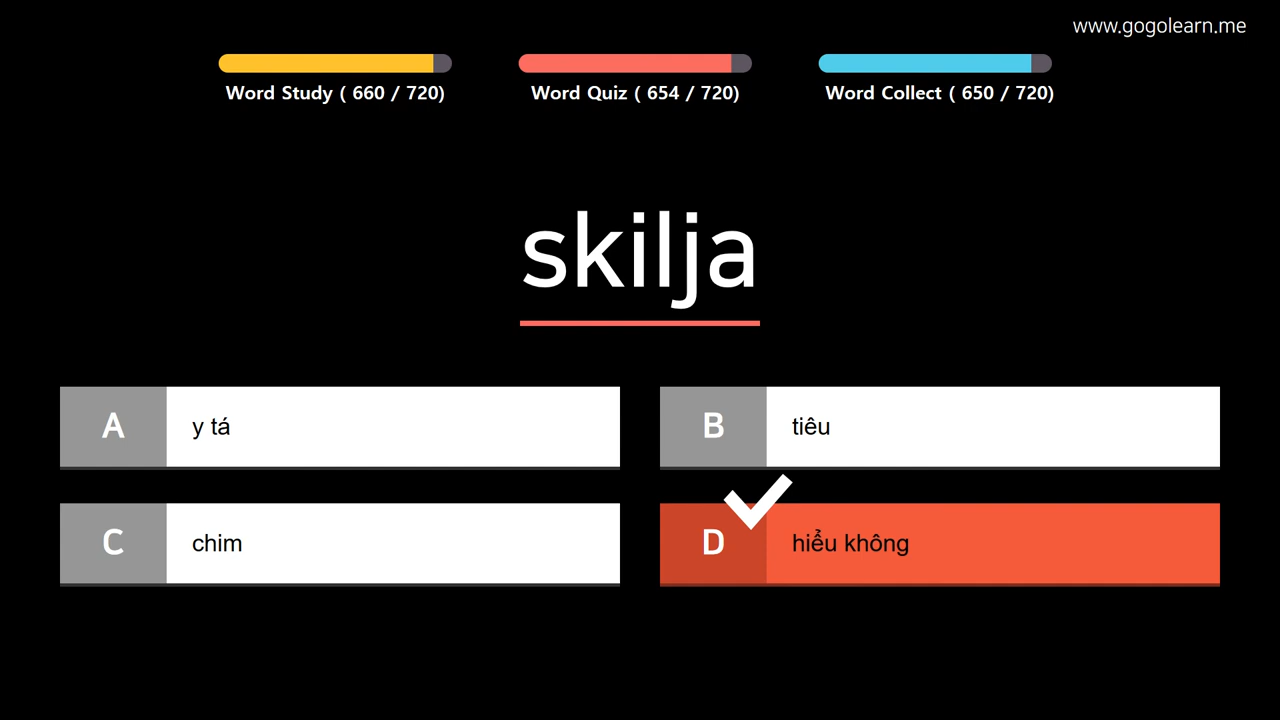 www.gogolearn.me
Word Study ( 660 / 720)
Word Quiz ( 654 / 720)
Word Collect ( 650 / 720)
skilja
A y tá
B tiêu
C chim
D hiểu không